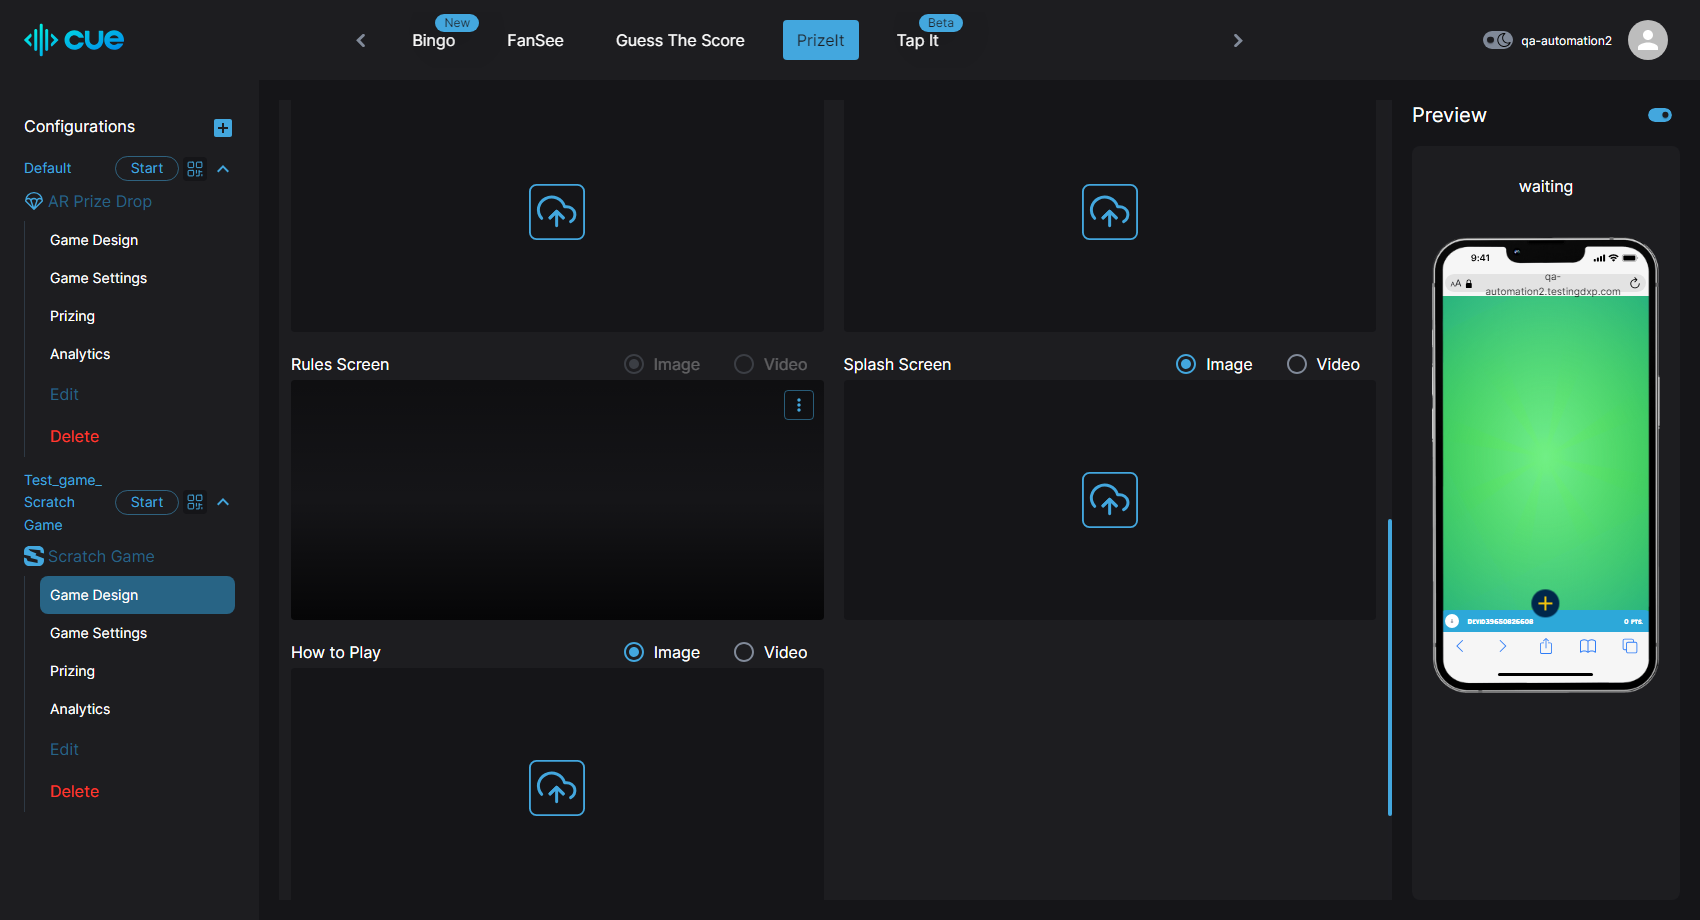 cue
New
Bingo
FanSee
Guess The Score
PrizeIt
Beta
Tap It
qa-automation2
Configurations
Default
Start
AR Prize Drop
Game Design
Game Settings
Prizing
Analytics
Edit
Delete
Test_game_
Scratch
Game
Start
Scratch Game
Game Design
Game Settings
Prizing
Analytics
Edit
Delete
Rules Screen
Image
Video
Splash Screen
Image
Video
How to Play
Image
Video
Preview
waiting
9:41
AA
qa-
automation2.testingdxp.com
0 PTS.